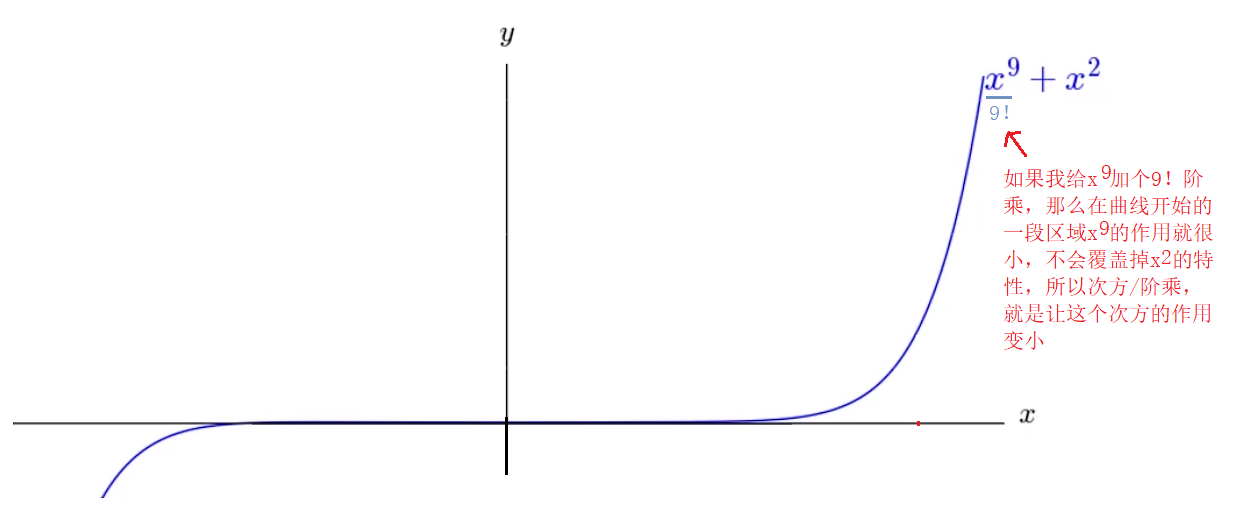 y
x⁹ + x²
9!
如果我给x⁹加个9！阶
乘，那么在曲线开始的
一段区域x⁹的作用就很
小，不会覆盖掉x2的特
性，所以次方/阶乘，
就是让这个次方的作用
变小
x